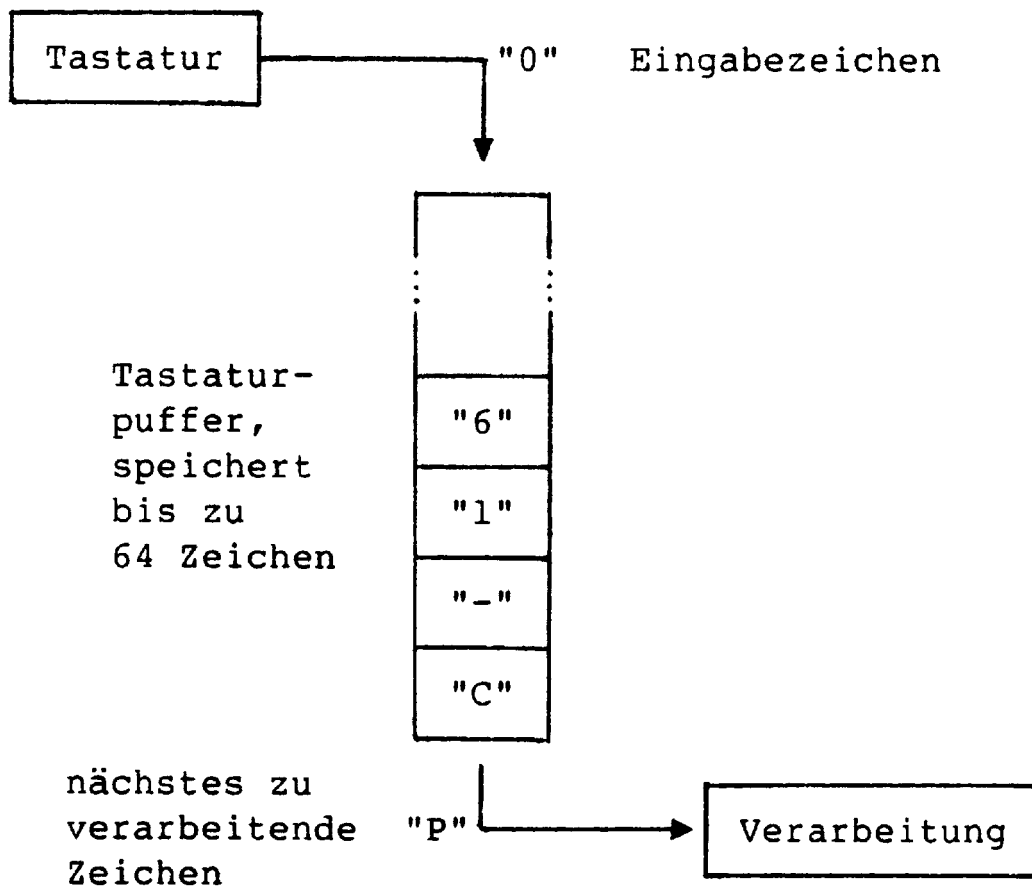 Tastatur
"0" Eingabezeichen
Tastatur-
puffer,
speichert
bis zu
64 Zeichen
"6"
"1"
"-"
"C"
nächstes zu
verarbeitende "P"
Zeichen
Verarbeitung